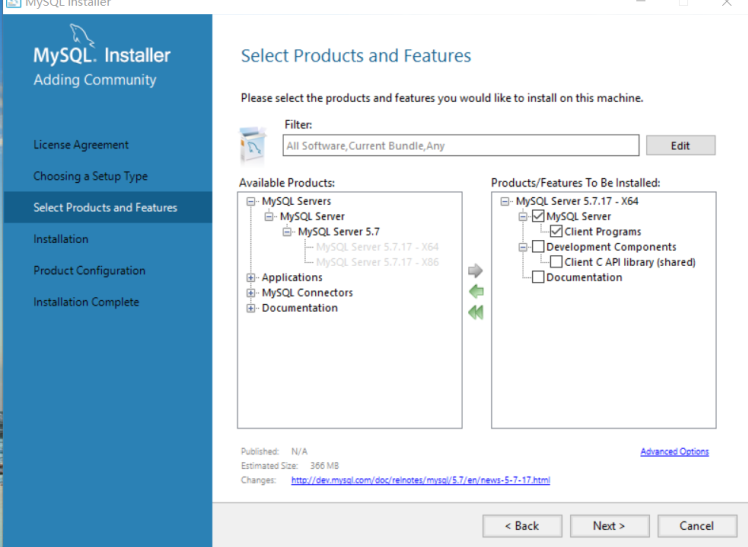 MySQL Installer
MySQL. Installer
Adding Community
License Agreement
Choosing a Setup Type
Select Products and Features
Installation
Product Configuration
Installation Complete
Select Products and Features
Please select the products and features you would like to install on this machine.
Filter:
All Software,Current Bundle,Any
Edit
Available Products:
MySQL Servers
MySQL Server
MySQL Server 5.7
MySQL Server 5.7.17 - X64
MySQL Server 5.7.17 - X86
Applications
MySQL Connectors
Documentation
Products/Features To Be Installed:
MySQL Server 5.7.17 - X64
MySQL Server
Client Programs
Development Components
Client C API library (shared)
Documentation
Published: N/A
Advanced Options
Estimated Size: 366 MB
Changes: http://dev.mysql.com/doc/relnotes/mysql/5.7/en/news-5-7-17.html
< Back
Next >
Cancel